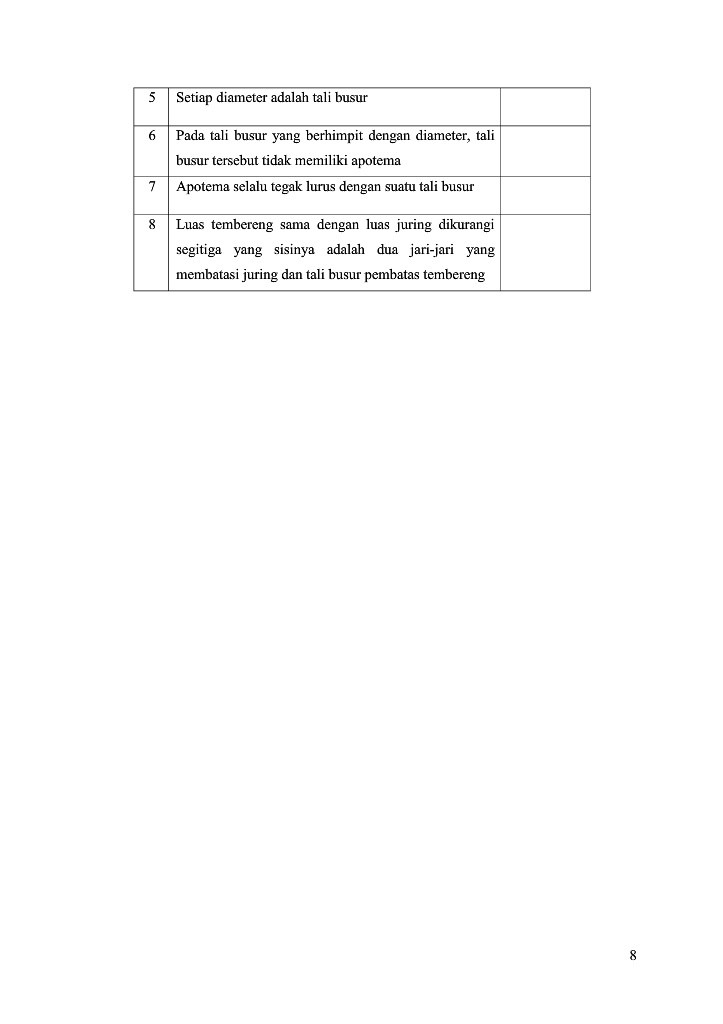 5 Setiap diameter adalah tali busur
6 Pada tali busur yang berhimpit dengan diameter, tali
busur tersebut tidak memiliki apotema
7 Apotema selalu tegak lurus dengan suatu tali busur
8 Luas tembereng sama dengan luas juring dikurangi
segitiga yang sisinya adalah dua jari-jari yang
membatasi juring dan tali busur pembatas tembereng
8